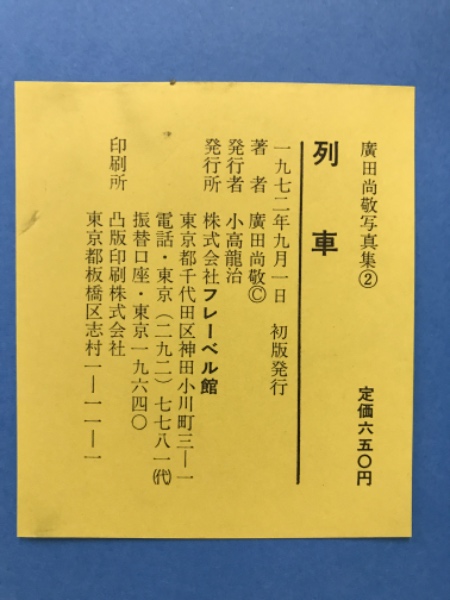 廣田尚敬写真集②
定価六五〇円
列車
一九七二年九月一日 初版発行
著者 廣田尚敬©
発行者 小高龍治
発行所 株式会社フレーベル館
東京都千代田区神田小川町三―一
電話・東京(二九二)七七八一㈹
振替口座・東京一九六四〇
印刷所 凸版印刷株式会社
東京都板橋区志村一―一一―一